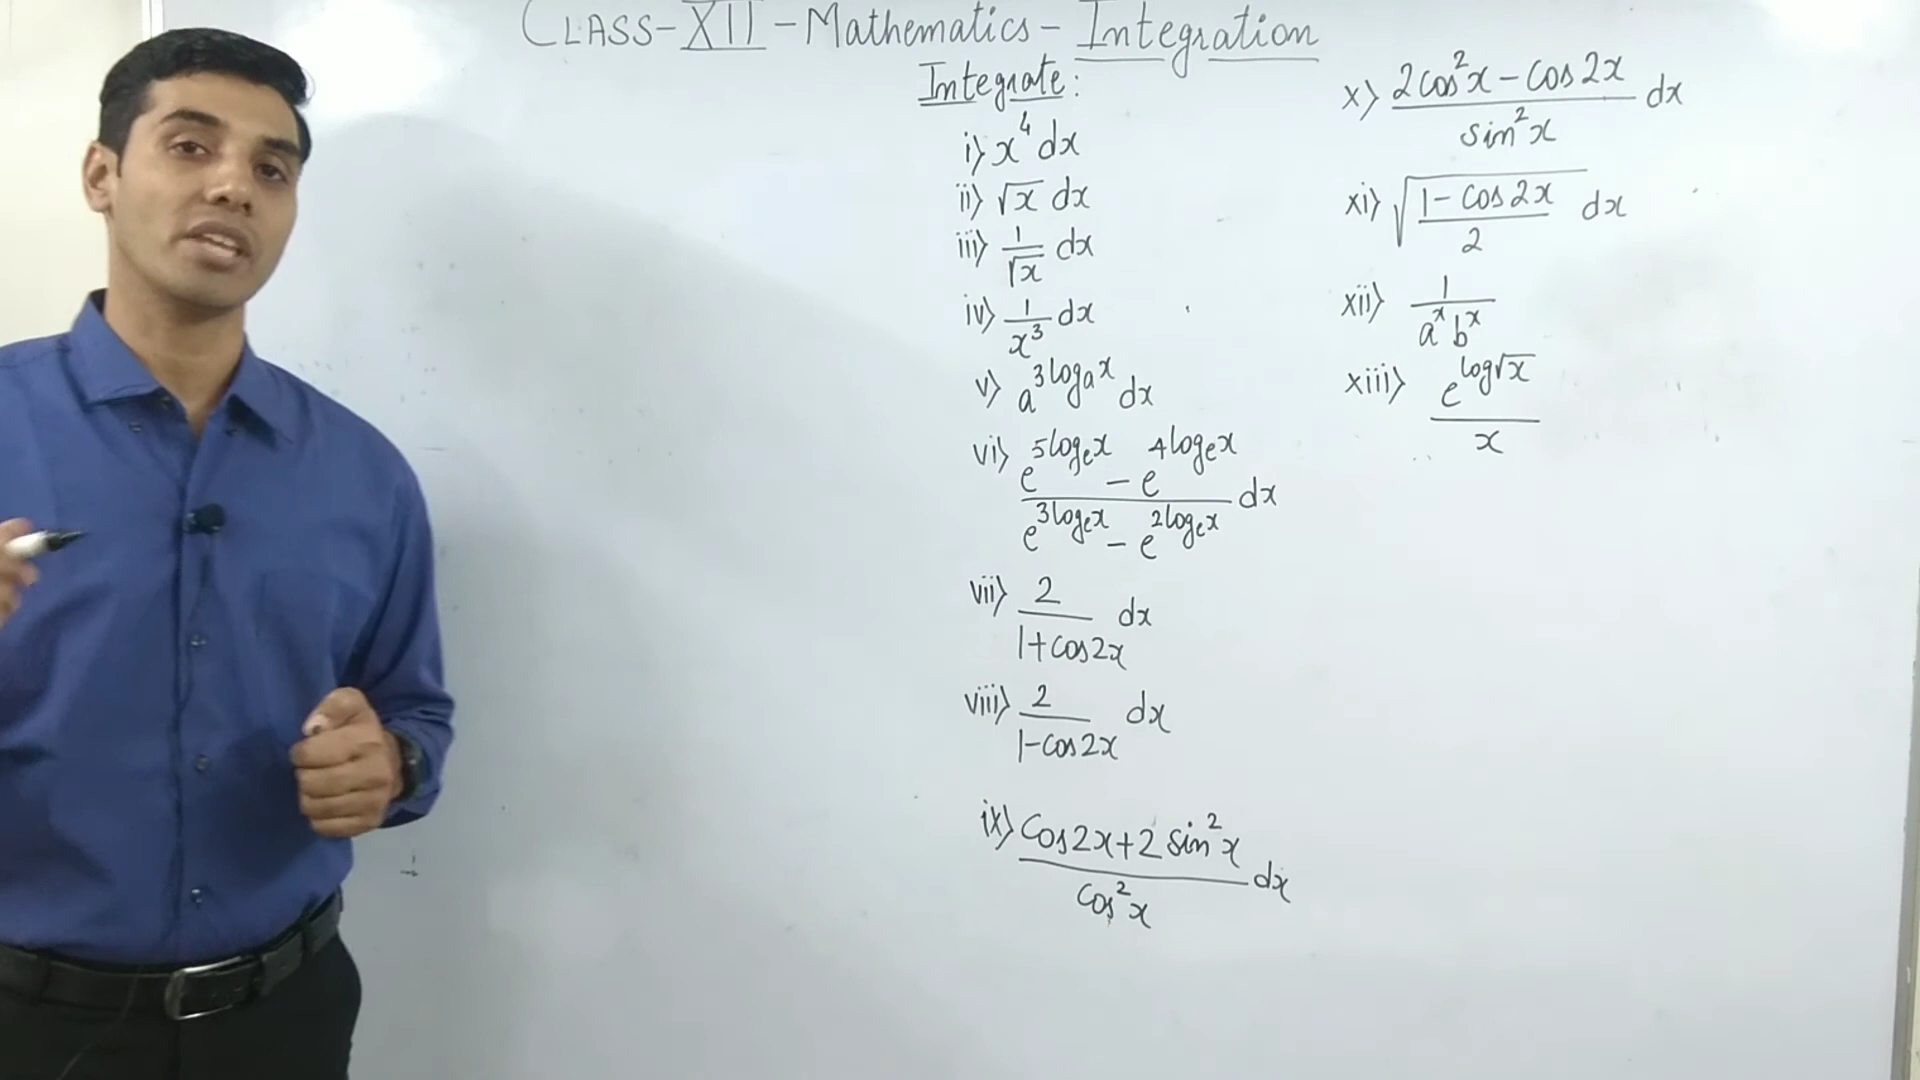 CLASS-XII-Mathematics-Integration
Integrate:
i) x⁴ dx
ii) √x dx
iii) 1/√x dx
iv) 1/x³ dx
v) a^(3logₐx) dx
vi) (e^(5logₑx) - e^(4logₑx))/(e^(3logₑx) - e^(2logₑx)) dx
vii) 2/(1+cos2x) dx
viii) 2/(1-cos2x) dx
ix) (cos2x+2sin²x)/cos²x dx
x) (2cos²x-cos2x)/sin²x dx
xi) √((1-cos2x)/2) dx
xii) 1/(aˣbˣ)
xiii) e^(log√x)/x